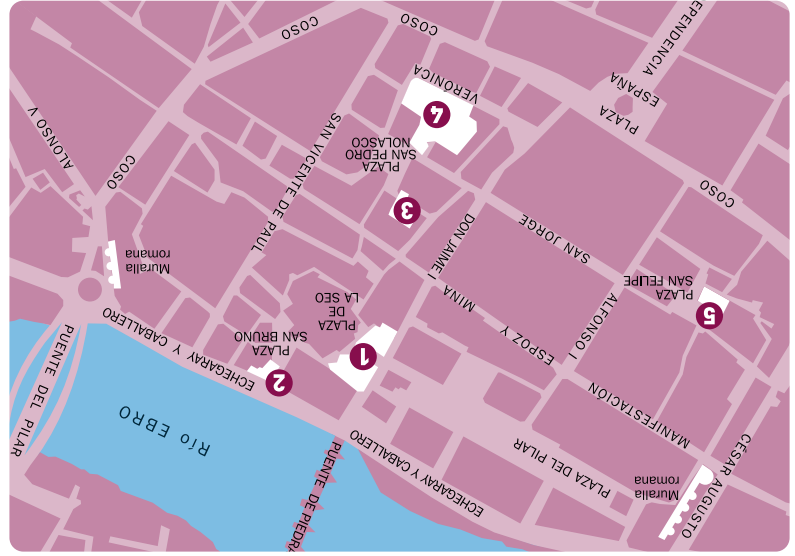 CÉSAR AUGUSTO
Muralla
romana
PLAZA DEL PILAR
ECHEGARAY Y CABALLERO
PUENTE DE PIEDRA
Río EBRO
PUENTE DEL PILAR
MANIFESTACIÓN
2
ECHEGARAY Y CABALLERO
1
PLAZA
SAN BRUNO
ESPOZ Y MINA
ALFONSO I
PLAZA
DE
LA SEO
5
PLAZA
SAN FELIPE
Muralla
romana
DON JAIME I
SAN JORGE
SAN VICENTE DE PAUL
3
COSO
COSO
PLAZA
SAN PEDRO
NOLASCO
ALONSO V
4
PLAZA
ESPAÑA
VERÓNICA
EPENDENCIA
COSO
COSO